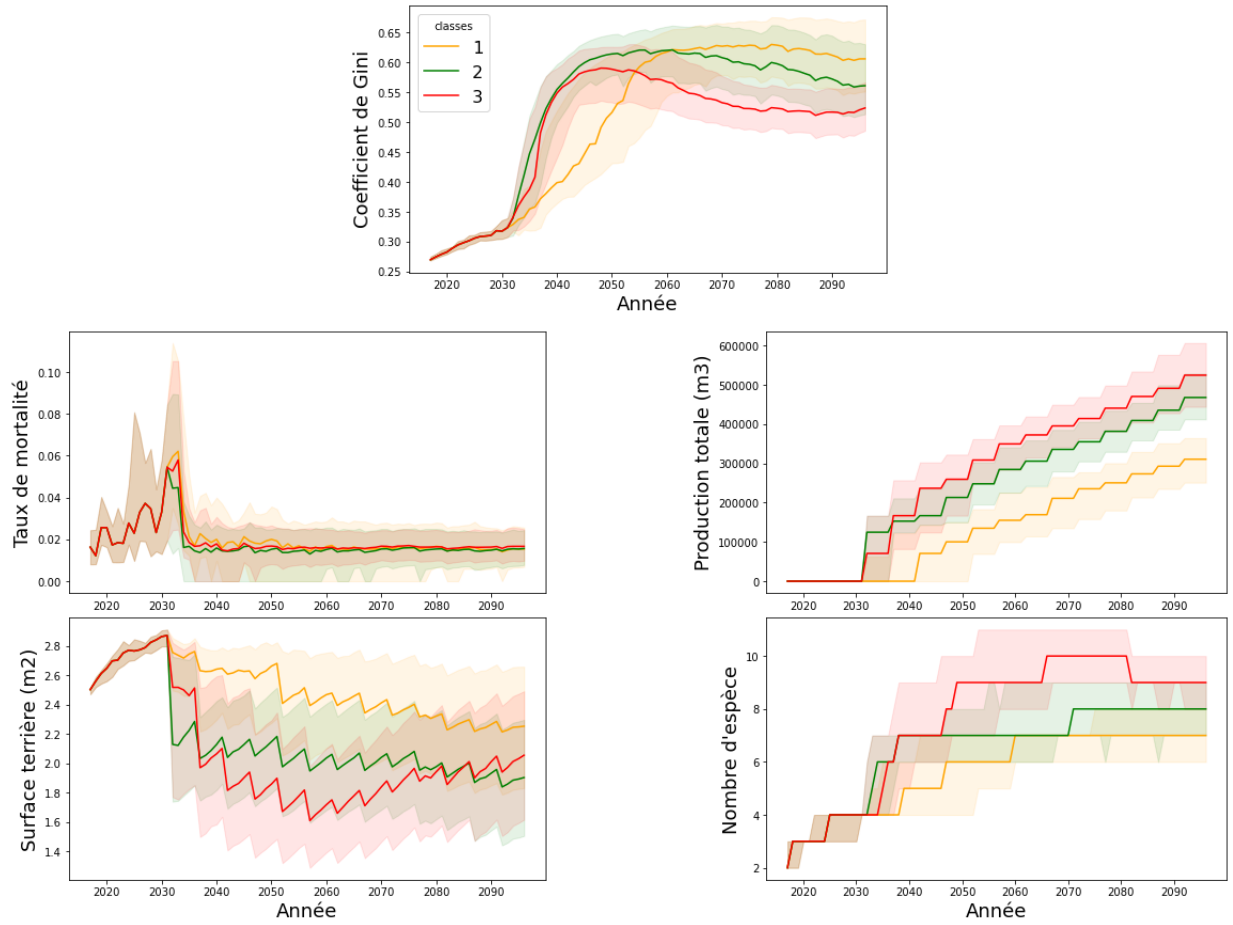 Coefficient de Gini
0.65
0.60
0.55
0.50
0.45
0.40
0.35
0.30
0.25
classes
1
2
3
2020 2030 2040 2050 2060 2070 2080 2090
Année
Taux de mortalité
0.10
0.08
0.06
0.04
0.02
0.00
2020 2030 2040 2050 2060 2070 2080 2090
Production totale (m3)
600000
500000
400000
300000
200000
100000
0
2020 2030 2040 2050 2060 2070 2080 2090
Surface terrière (m2)
2.8
2.6
2.4
2.2
2.0
1.8
1.6
1.4
2020 2030 2040 2050 2060 2070 2080 2090
Année
Nombre d'espèce
10
8
6
4
2
2020 2030 2040 2050 2060 2070 2080 2090
Année